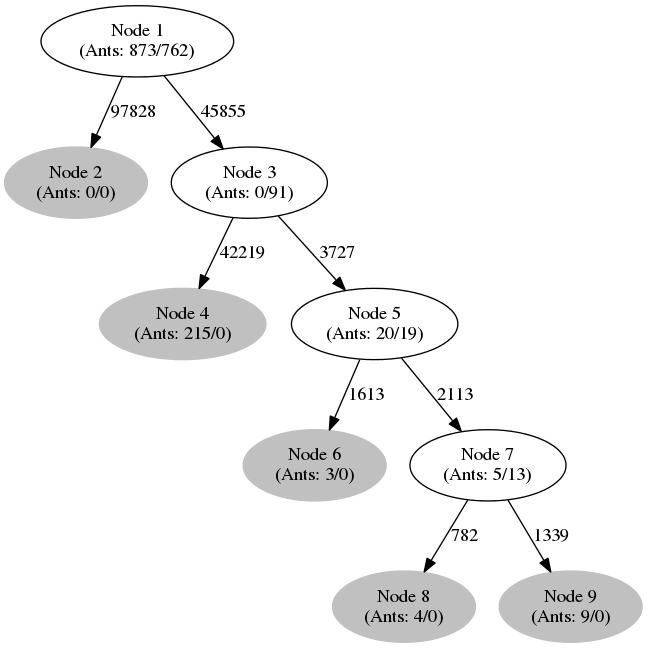 Node 1
(Ants: 873/762)
97828
45855
Node 2
(Ants: 0/0)
Node 3
(Ants: 0/91)
42219
3727
Node 4
(Ants: 215/0)
Node 5
(Ants: 20/19)
1613
2113
Node 6
(Ants: 3/0)
Node 7
(Ants: 5/13)
782
1339
Node 8
(Ants: 4/0)
Node 9
(Ants: 9/0)